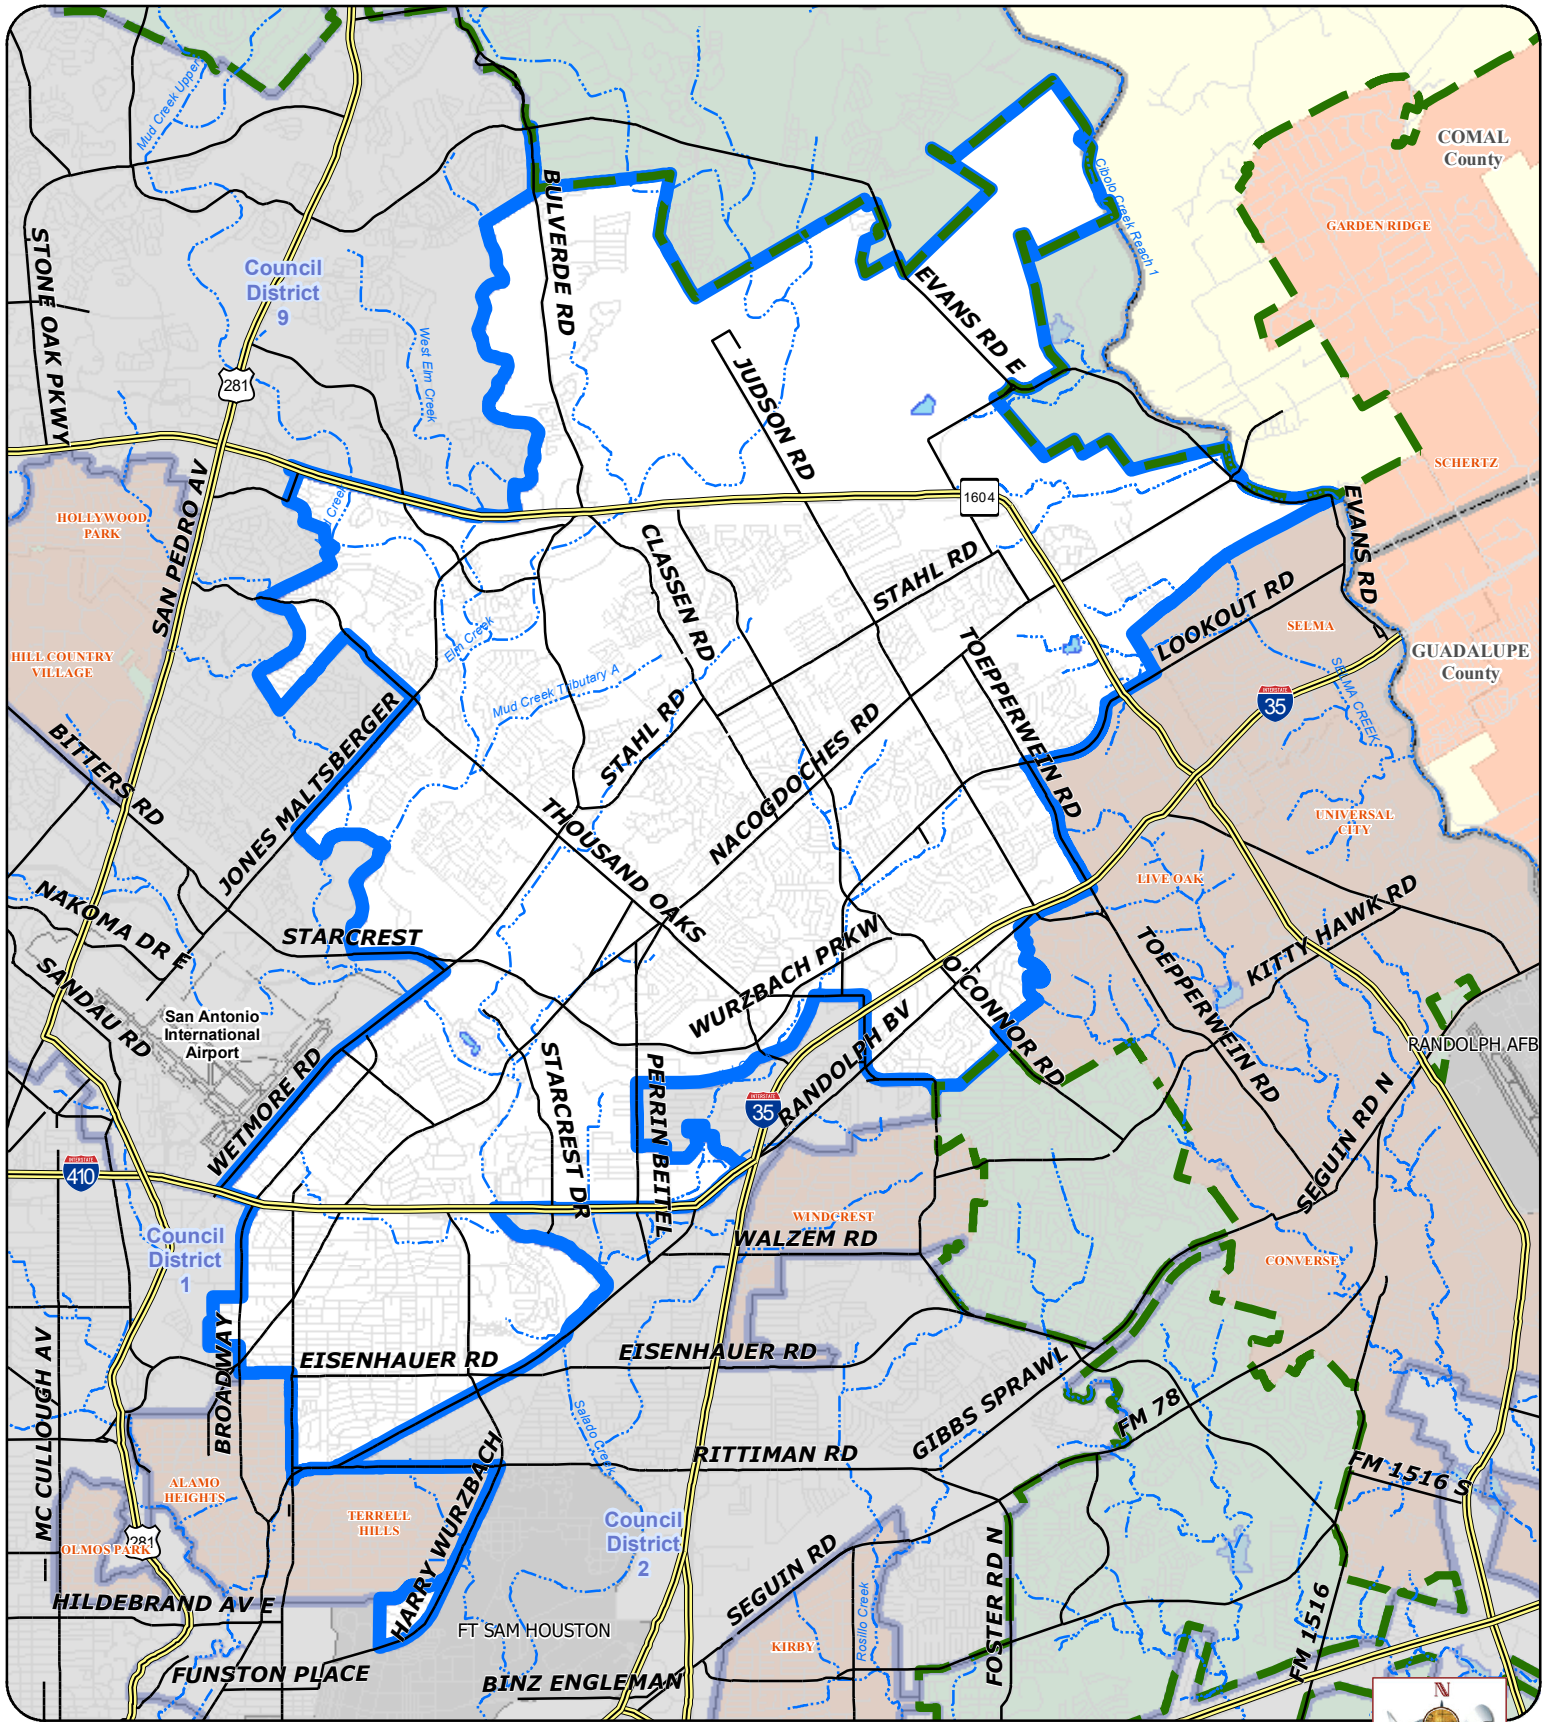 Mud Creek Upper
COMAL
County
Cibolo Creek Reach 1
BULVERDE RD
GARDEN RIDGE
STONE OAK PKWY
Council
District
9
EVANS RD E
West Elm Creek
281
JUDSON RD
SAN PEDRO AV
SCHERTZ
1604
EVANS RD
HOLLYWOOD
PARK
CLASSEN RD
STAHL RD
LOOKOUT RD
SELMA
Elm Creek
TOEPPERWEIN RD
HILL COUNTRY
VILLAGE
GUADALUPE
County
Mud Creek Tributary A
SELMA CREEK
INTERSTATE
35
STAHL RD
NACOGDOCHES RD
JONES MALTSBERGER
BITTERS RD
THOUSAND OAKS
UNIVERSAL
CITY
LIVE OAK
NAKOMA DR E
KITTY HAWK RD
STARCREST
WURZBACH PRKW
TOEPPERWEIN RD
SANDAU RD
O'CONNOR RD
San Antonio
International
Airport
RANDOLPH BV
RANDOLPH AFB
WETMORE RD
STARCREST DR
PERRIN BEITEL
INTERSTATE
35
SEGUIN RD N
INTERSTATE
410
WINDCREST
WALZEM RD
Council
District
1
CONVERSE
BROADWAY
MC CULLOUGH AV
EISENHAUER RD
EISENHAUER RD
GIBBS SPRAWL
FM 78
Salado Creek
HARRY WURZBACH
RITTIMAN RD
FM 1516 S
ALAMO
HEIGHTS
TERRELL
HILLS
Council
District
2
281
OLMOS PARK
FOSTER RD N
SEGUIN RD
HILDEBRAND AV E
FT SAM HOUSTON
Rosillo Creek
KIRBY
FM 1516
FUNSTON PLACE
BINZ ENGLEMAN
N